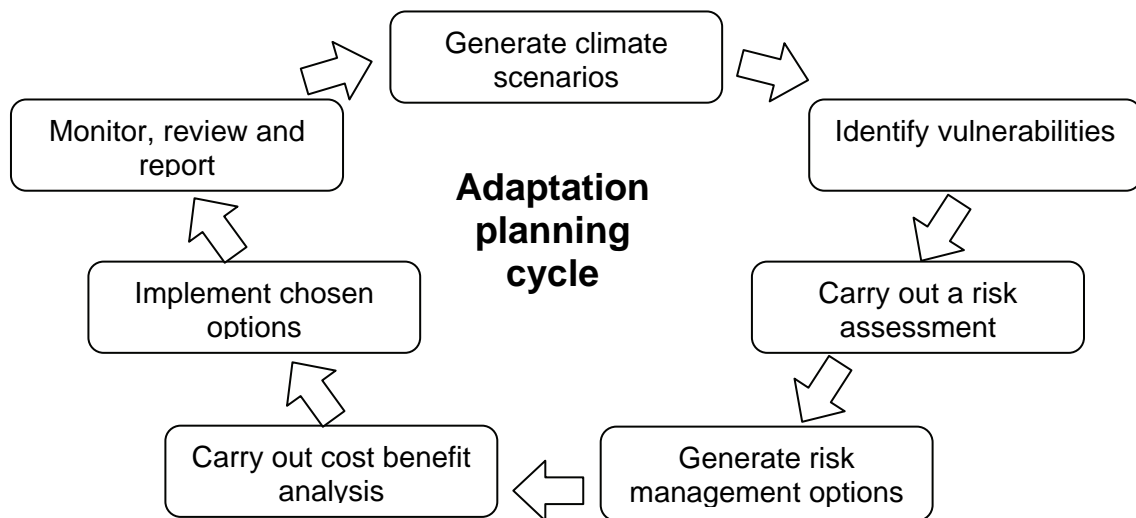 Generate climate
scenarios
Identify vulnerabilities
Carry out a risk
assessment
Generate risk
management options
Carry out cost benefit
analysis
Implement chosen
options
Monitor, review and
report
Adaptation
planning
cycle